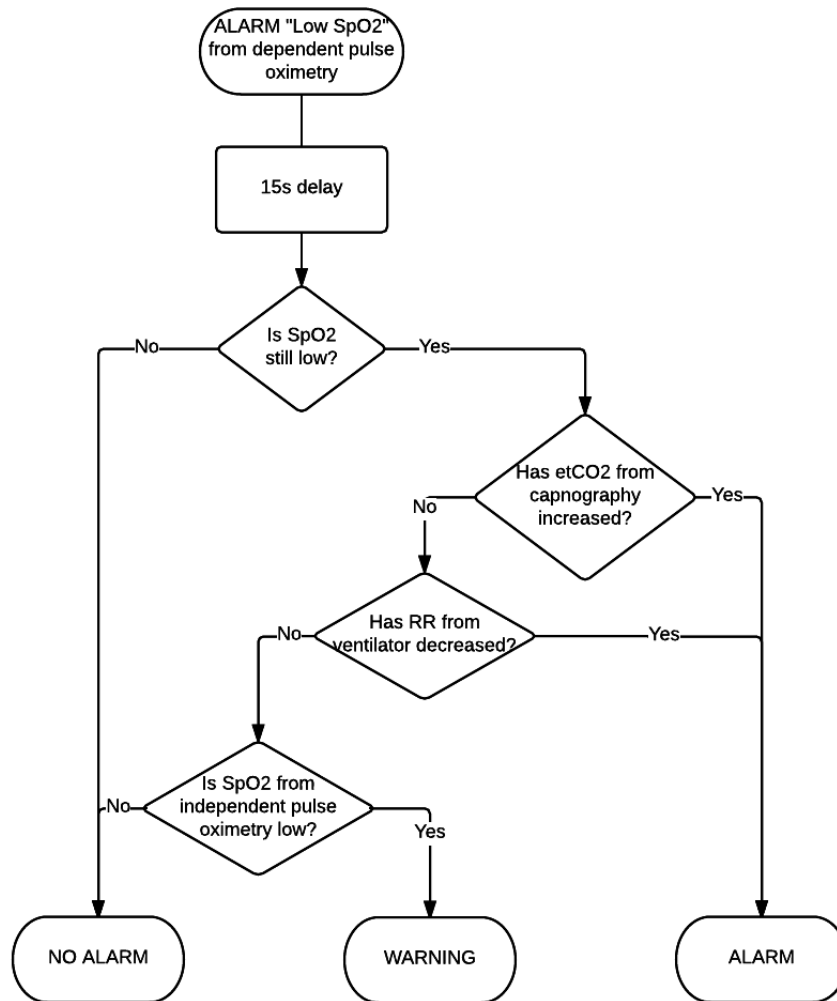 ALARM "Low SpO2"
from dependent pulse
oximetry
15s delay
Is SpO2
still low?
No
Yes
Has etCO2 from
capnography
increased?
No
Yes
Has RR from
ventilator decreased?
No
Yes
Is SpO2 from
independent pulse
oximetry low?
No
Yes
NO ALARM
WARNING
ALARM